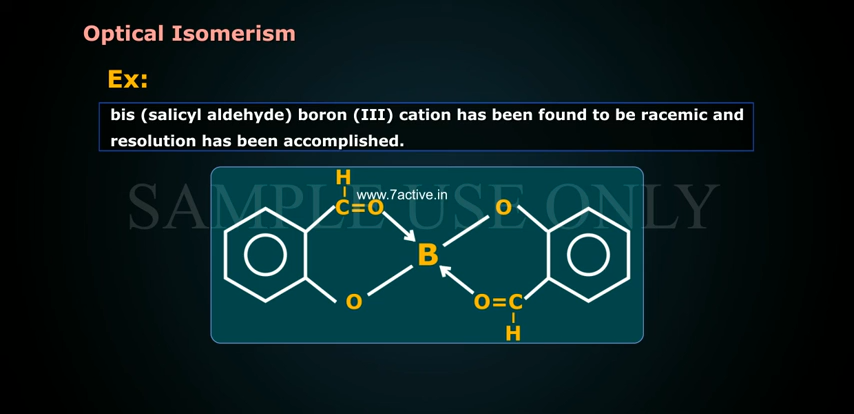 Optical Isomerism
Ex:
bis (salicyl aldehyde) boron (III) cation has been found to be racemic and
resolution has been accomplished.
SAMPLE USE ONLY
www.7active.in
H
C=O
O
B
O
O=C
H